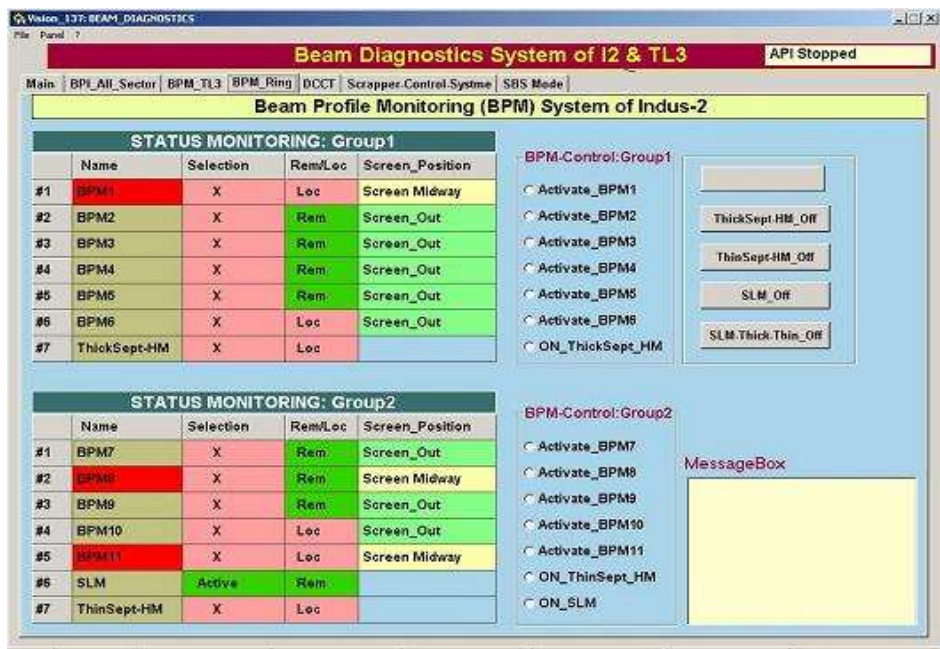 Vision_137: BEAM_DIAGNOSTICS
File Panel ?
Beam Diagnostics System of I2 & TL3 API Stopped
Main BPI_All_Sector BPM_TL3 BPM_Ring DCCT Scrapper-Control-Systme SBS Mode
Beam Profile Monitoring (BPM) System of Indus-2
STATUS MONITORING: Group1
Name Selection Rem/Loc Screen_Position
#1 BPM1 X Loc Screen Midway
#2 BPM2 X Rem Screen_Out
#3 BPM3 X Rem Screen_Out
#4 BPM4 X Rem Screen_Out
#5 BPM5 X Rem Screen_Out
#6 BPM6 X Loc Screen_Out
#7 ThickSept-HM X Loc
BPM-Control:Group1
Activate_BPM1
Activate_BPM2
Activate_BPM3
Activate_BPM4
Activate_BPM5
Activate_BPM6
ON_ThickSept_HM
ThickSept-HM_Off
ThinSept-HM_Off
SLM_Off
SLM-Thick-Thin_Off
STATUS MONITORING: Group2
Name Selection Rem/Loc Screen_Position
#1 BPM7 X Rem Screen_Out
#2 BPM8 X Rem Screen Midway
#3 BPM9 X Rem Screen_Out
#4 BPM10 X Loc Screen_Out
#5 BPM11 X Loc Screen Midway
#6 SLM Active Rem
#7 ThinSept-HM X Loc
BPM-Control:Group2
Activate_BPM7
Activate_BPM8
Activate_BPM9
Activate_BPM10
Activate_BPM11
ON_ThinSept_HM
ON_SLM
MessageBox